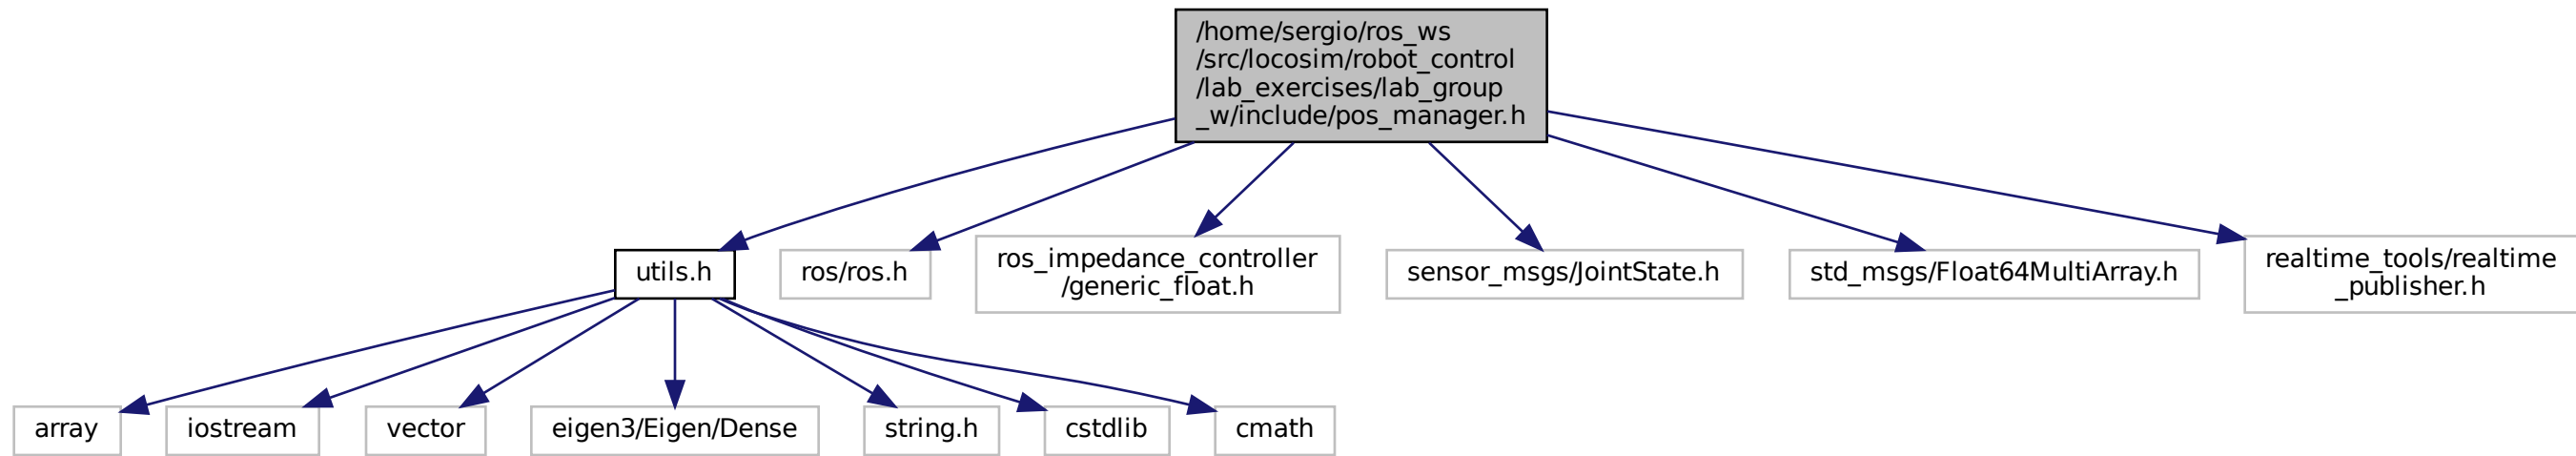 /home/sergio/ros_ws
/src/locosim/robot_control
/lab_exercises/lab_group
_w/include/pos_manager.h
utils.h
ros/ros.h
ros_impedance_controller
/generic_float.h
sensor_msgs/JointState.h
std_msgs/Float64MultiArray.h
realtime_tools/realtime
_publisher.h
array
iostream
vector
eigen3/Eigen/Dense
string.h
cstdlib
cmath